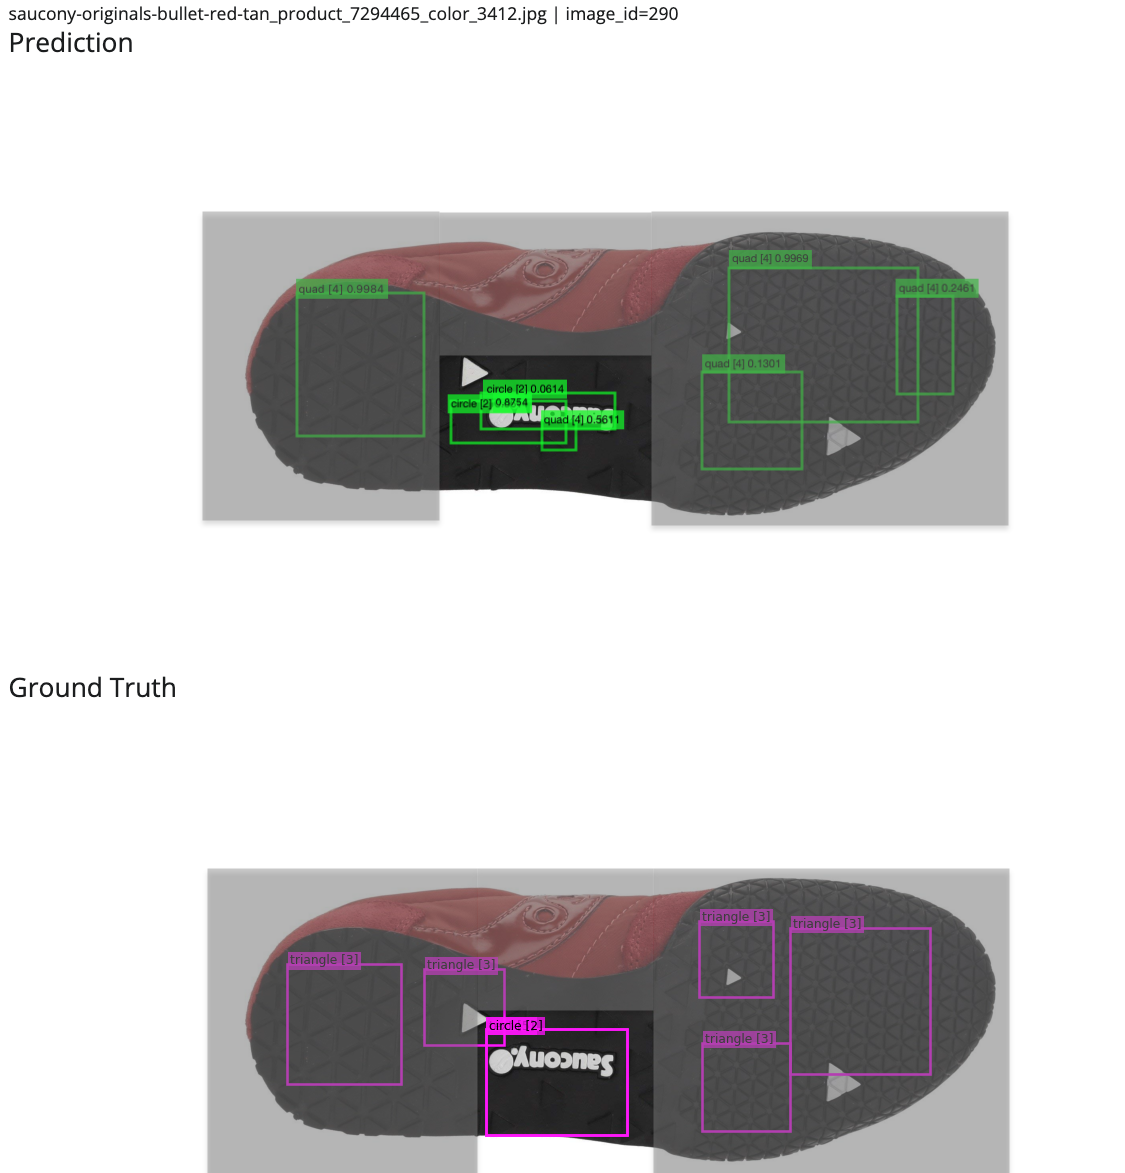 saucony-originals-bullet-red-tan_product_7294465_color_3412.jpg | image_id=290
Prediction
quad [4] 0.9969
quad [4] 0.9984
quad [4] 0.2461
quad [4] 0.1301
circle [2] 0.0614
circle [2] 0.8754
Saucony
quad [4] 0.5611
Ground Truth
triangle [3]
triangle [3]
triangle [3]
triangle [3]
circle [2]
triangle [3]
Saucony